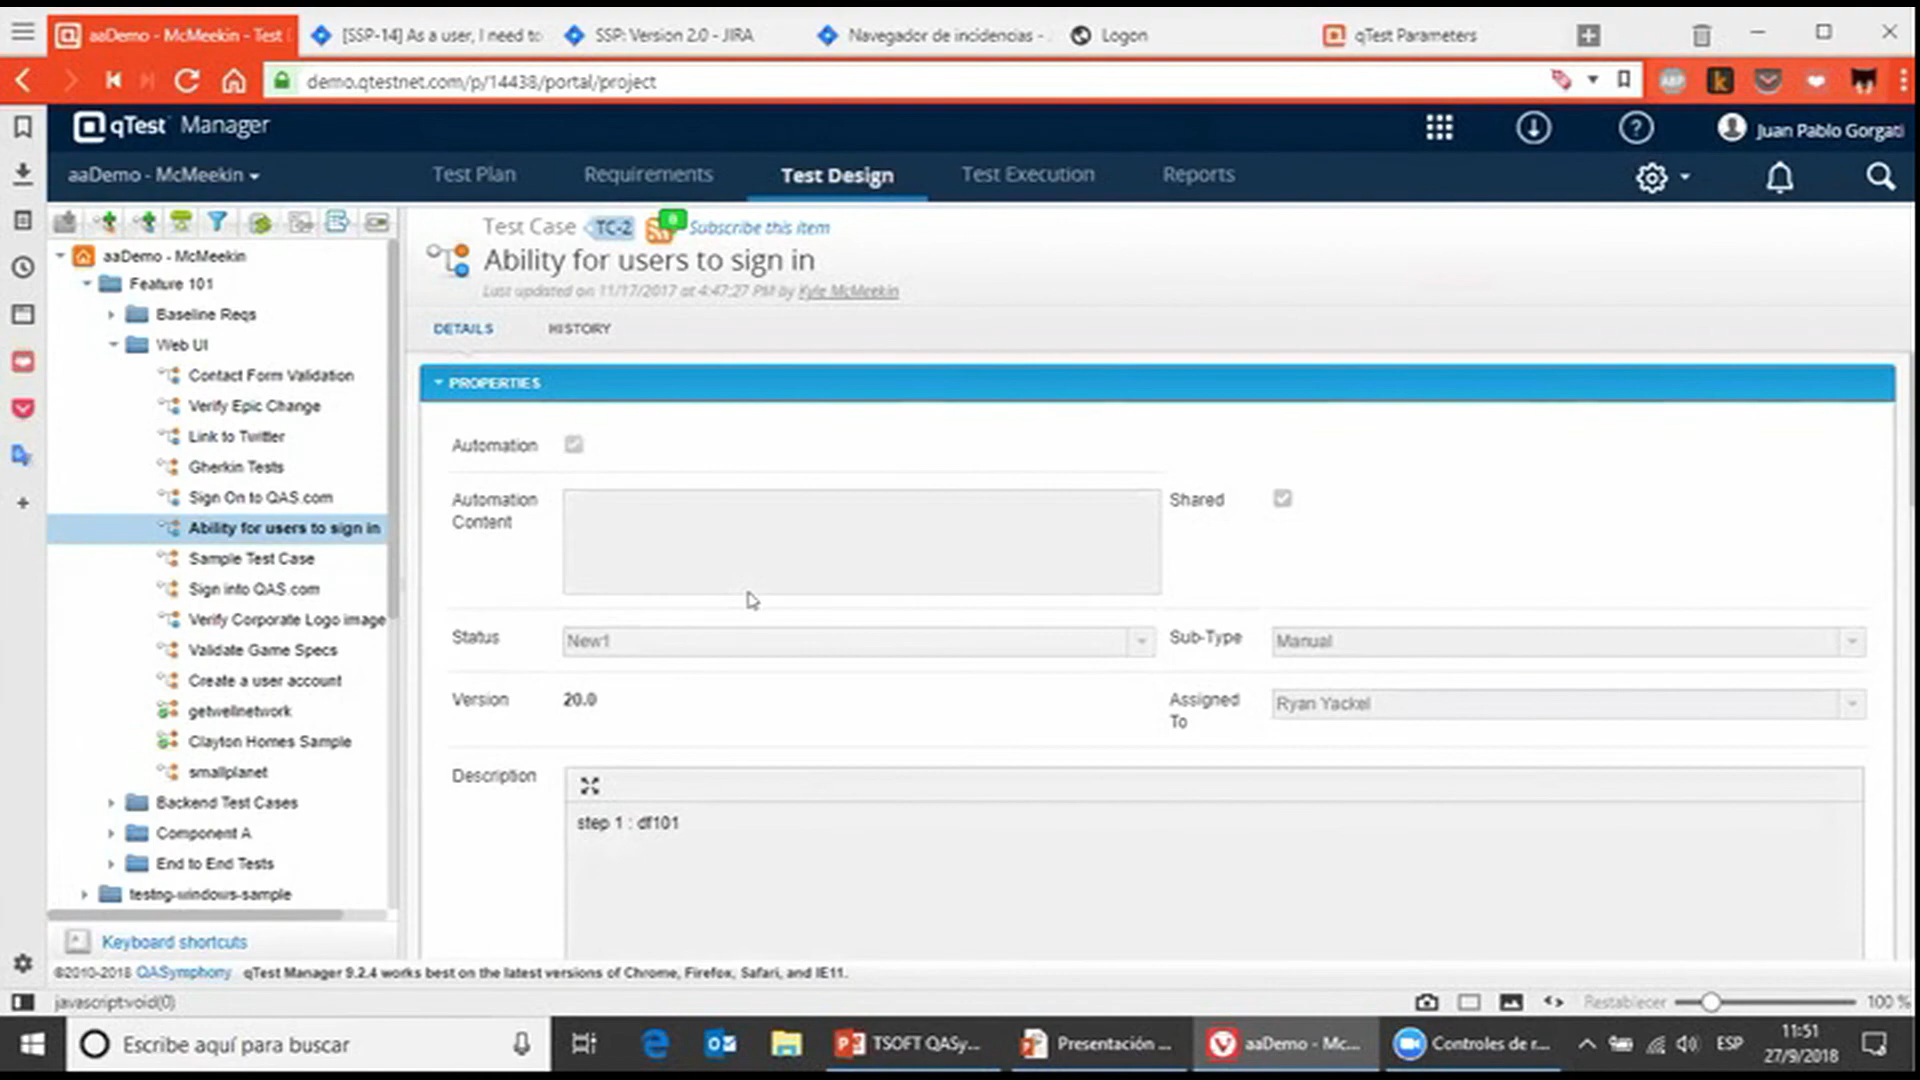 aaDemo - McMeekin - Test
[SSP-14] As a user, I need to
SSP: Version 2.0 - JIRA
Navegador de incidencias -
Logon
qTest Parameters
demo.qtestnet.com/p/14438/portal/project
ABP
k
qTest Manager
Juan Pablo Gorgati
aaDemo - McMeekin
Test Plan
Requirements
Test Design
Test Execution
Reports
Test Case TC-2 0 Subscribe this item
Ability for users to sign in
Last updated on 11/17/2017 at 4:47:27 PM by Kyle McMeekin
DETAILS
HISTORY
aaDemo - McMeekin
Feature 101
Baseline Reqs
Web UI
Contact Form Validation
Verify Epic Change
Link to Twitter
Gherkin Tests
Sign On to QAS.com
Ability for users to sign in
Sample Test Case
Sign into QAS.com
Verify Corporate Logo image
Validate Game Specs
Create a user account
getwellnetwork
Clayton Homes Sample
smallplanet
Backend Test Cases
Component A
End to End Tests
testng-windows-sample
Keyboard shortcuts
PROPERTIES
Automation
Automation Content
Shared
Status New1
Sub-Type Manual
Version 20.0
Assigned To Ryan Yackel
Description
step 1 : df101
©2010-2018 QASymphony qTest Manager 9.2.4 works best on the latest versions of Chrome, Firefox, Safari, and IE11.
javascript:void(0)
Restablecer
100 %
Escribe aquí para buscar
TSOFT QASy...
Presentación ...
aaDemo - Mc...
Controles de r...
ESP
11:51
27/9/2018